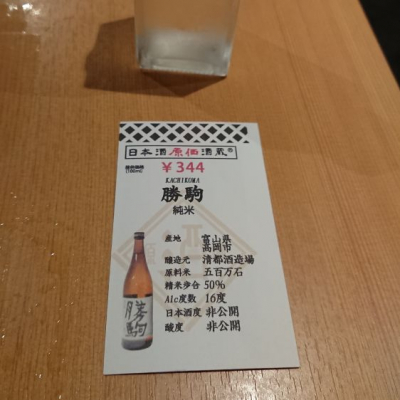 日本酒原価酒蔵®
提供価格 ¥344
(100ml)
KACHIKOMA
勝駒
純米
産地 富山県
高岡市
醸造元 清都酒造場
原料米 五百万石
精米歩合 50%
Alc度数 16度
日本酒度 非公開
酸度 非公開
勝駒